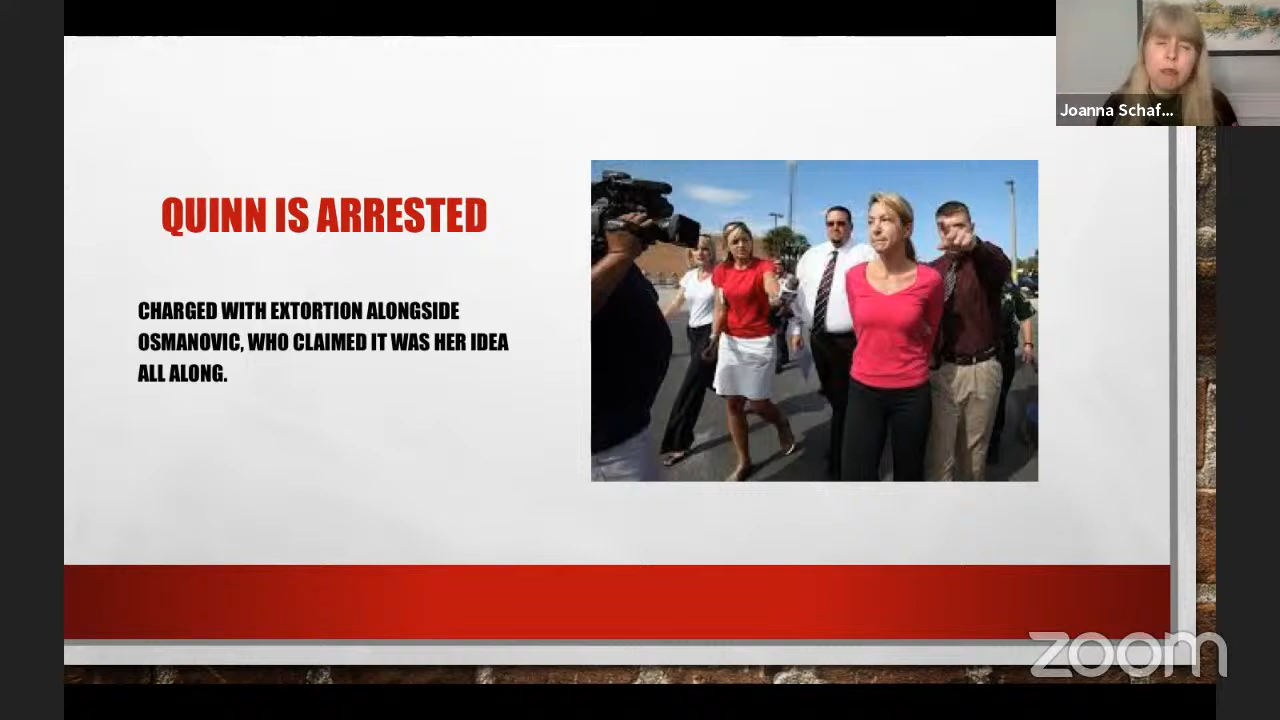 Joanna Schaf...
QUINN IS ARRESTED
CHARGED WITH EXTORTION ALONGSIDE
OSMANOVIC, WHO CLAIMED IT WAS HER IDEA
ALL ALONG.
zoom